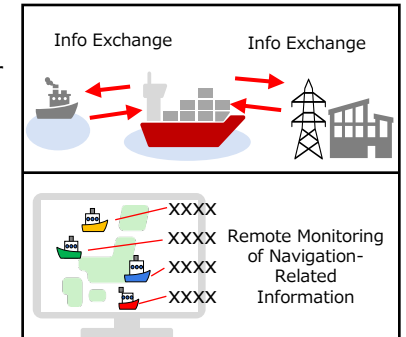 Info Exchange
Info Exchange
XXXX
XXXX
XXXX
XXXX
Remote Monitoring
of Navigation-
Related
Information